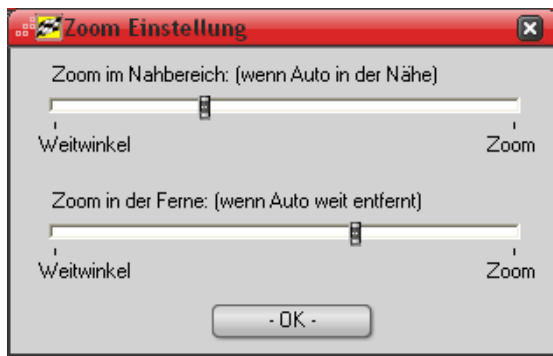 Zoom Einstellung
Zoom im Nahbereich: (wenn Auto in der Nähe)
Weitwinkel Zoom
Zoom in der Ferne: (wenn Auto weit entfernt)
Weitwinkel Zoom
- OK -